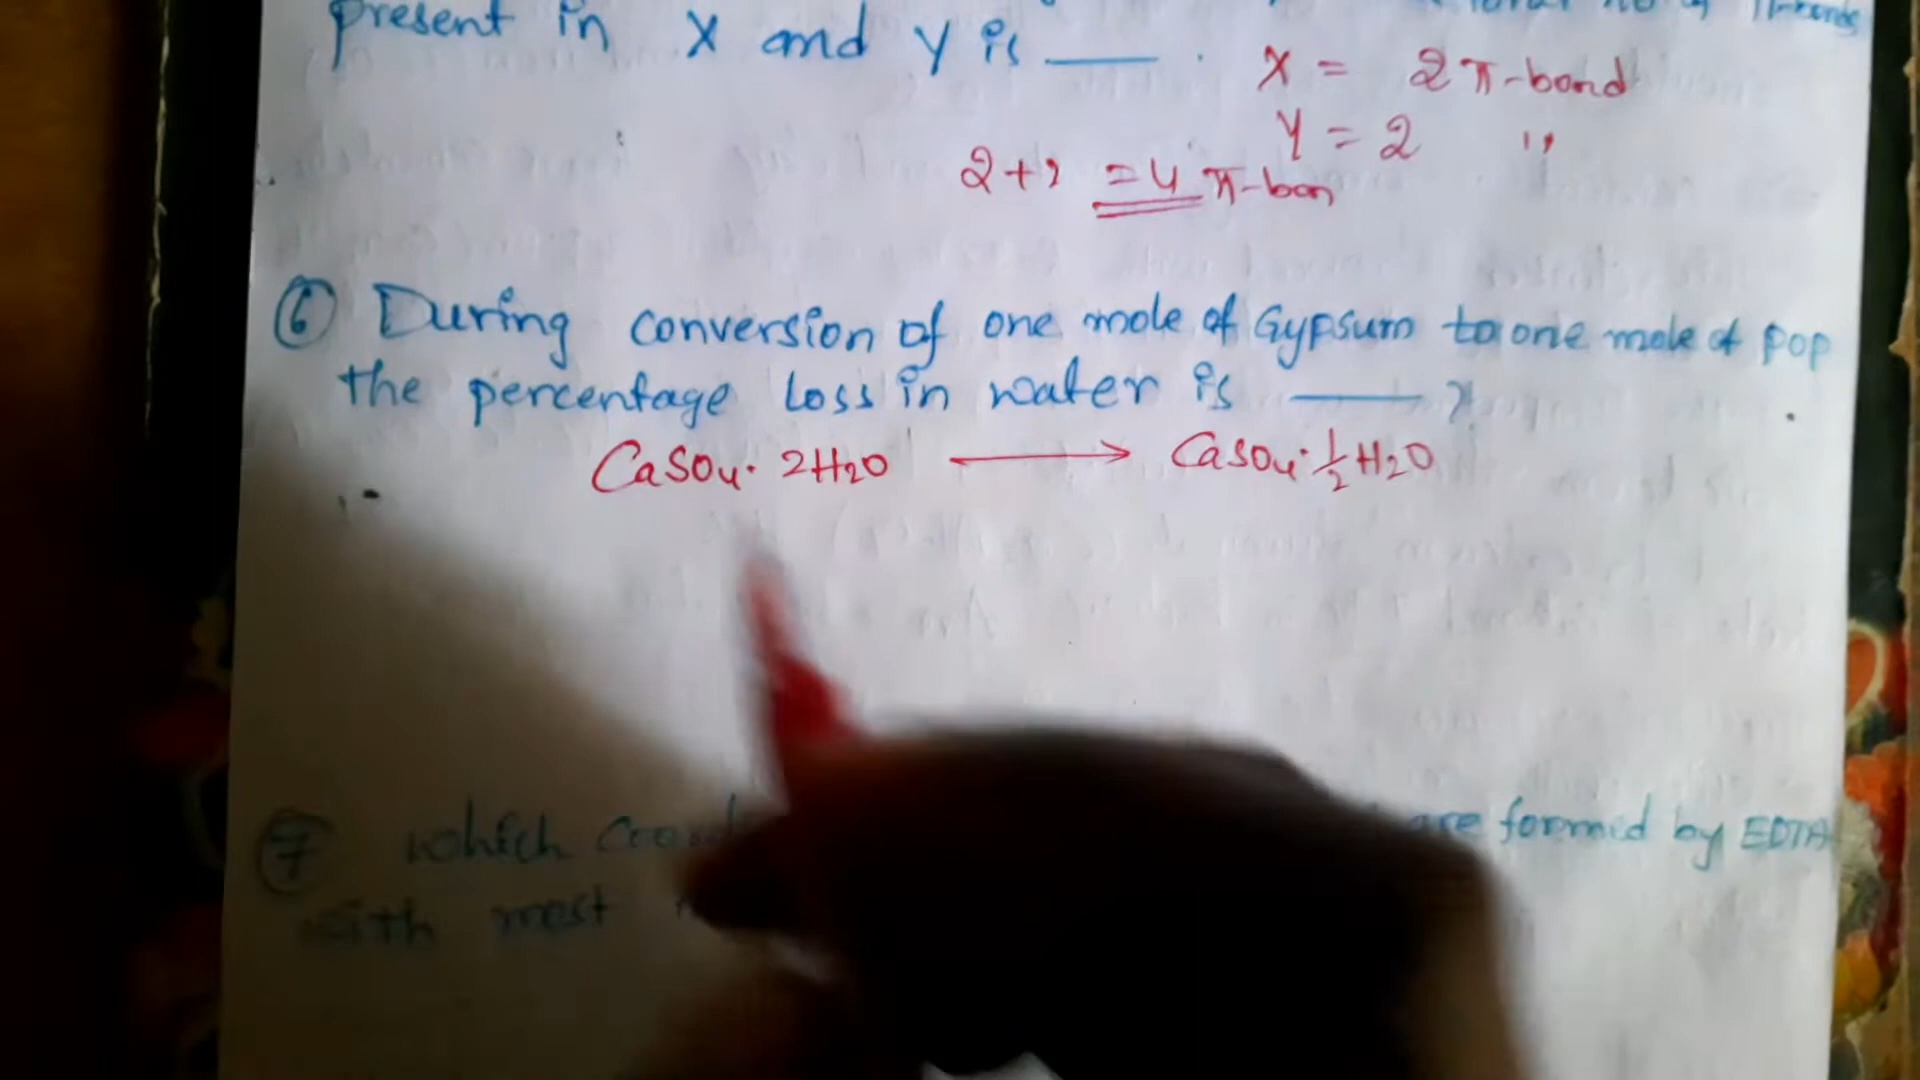 present in X and Y is ____ .
X = 2 π-bond
Y = 2 "
2+2 = 4 π-bon
⑥ During conversion of one mole of Gypsum to one mole of pop
the percentage Loss in water is ____ %.
CaSO4. 2H2O ⟶ CaSO4.½H2O
⑦ which are formed by EDTA
with most